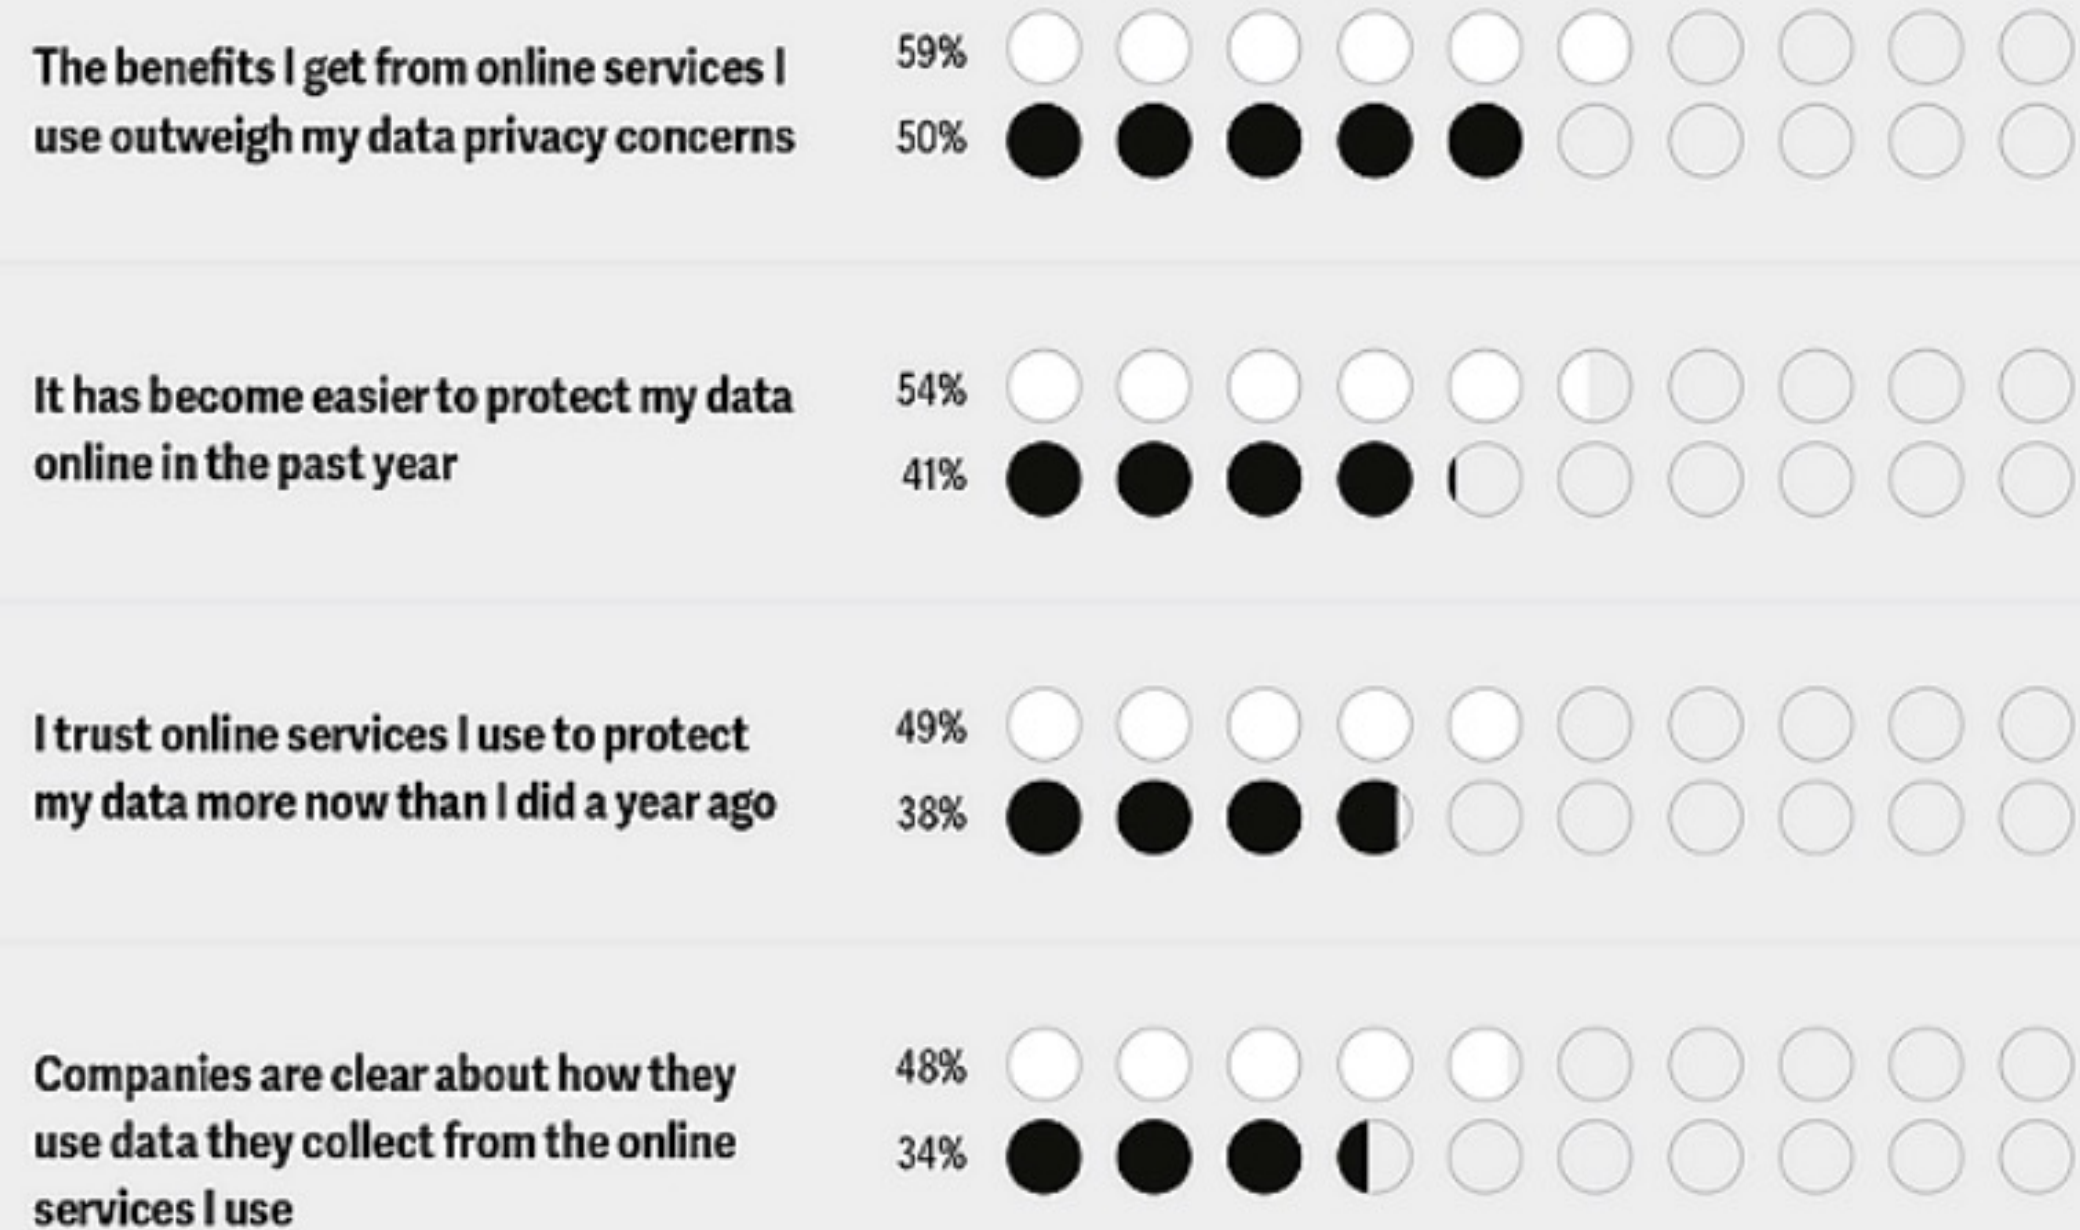 The benefits I get from online services I
use outweigh my data privacy concerns
59%
50%
It has become easier to protect my data
online in the past year
54%
41%
I trust online services I use to protect
my data more now than I did a year ago
49%
38%
Companies are clear about how they
use data they collect from the online
services I use
48%
34%